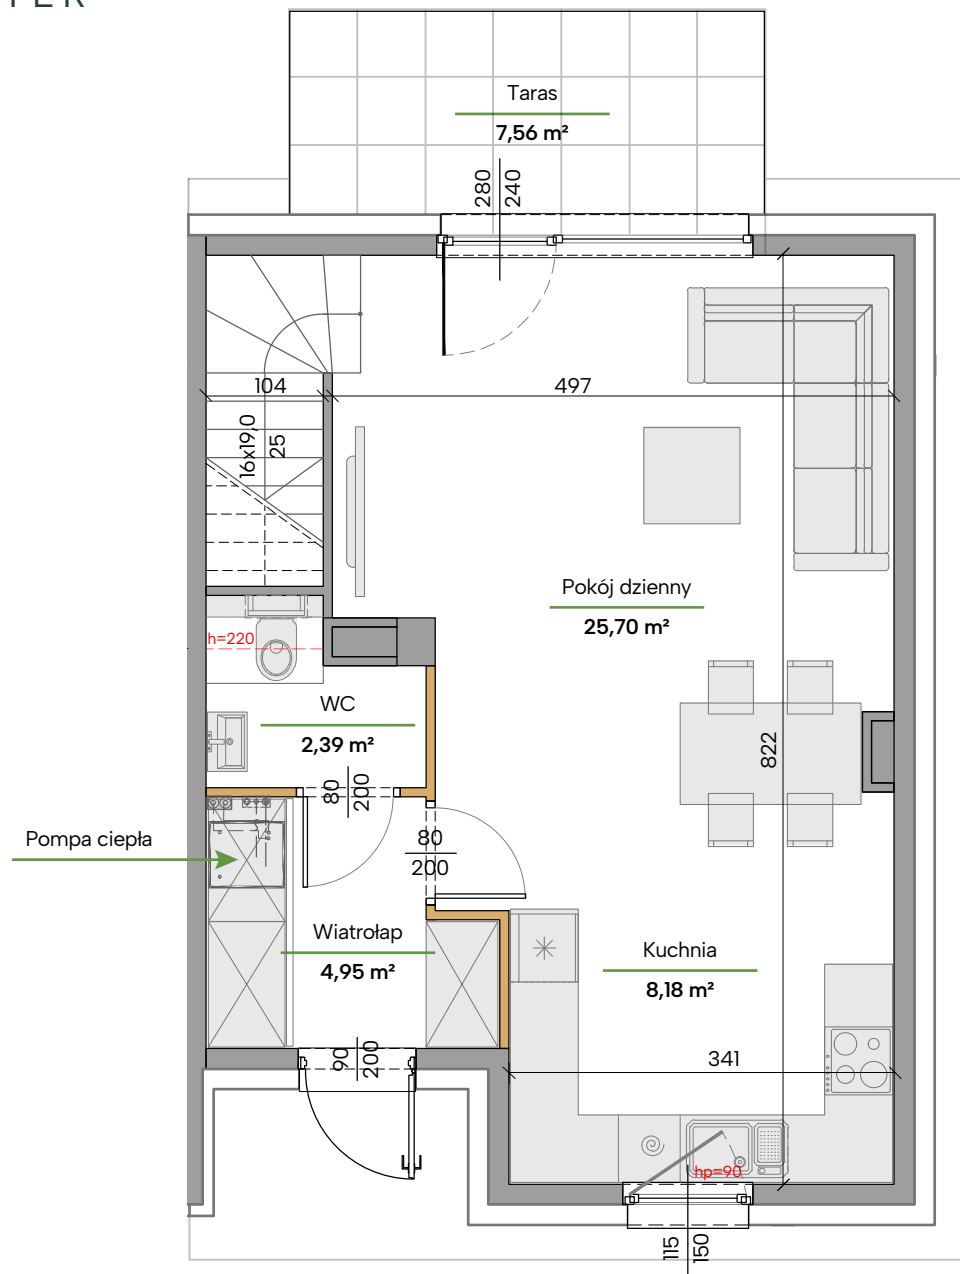 Taras
7,56 m²
280
240
104
497
16x19,0
25
Pokój dzienny
25,70 m²
h=220
WC
2,39 m²
822
80
200
Pompa ciepła
80
200
Wiatrołap
4,95 m²
Kuchnia
8,18 m²
90
200
341
hp=90
115
150